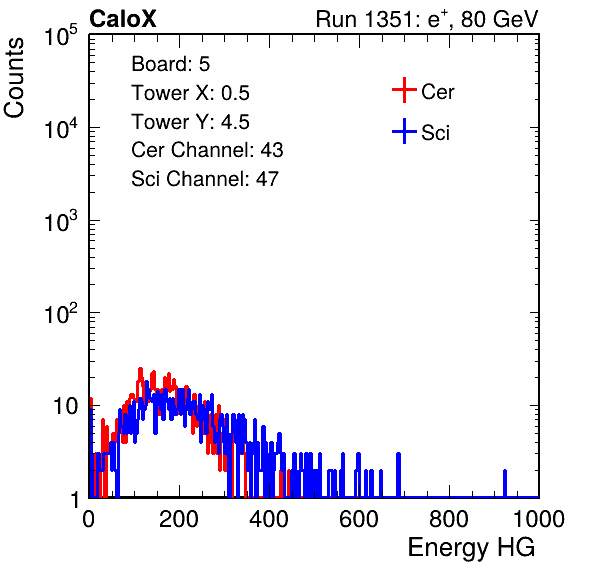 CaloX Run 1351: e⁺, 80 GeV
Counts
Board: 5
Tower X: 0.5
Tower Y: 4.5
Cer Channel: 43
Sci Channel: 47
Cer
Sci
10⁵
10⁴
10³
10²
10
1
0 200 400 600 800 1000
Energy HG